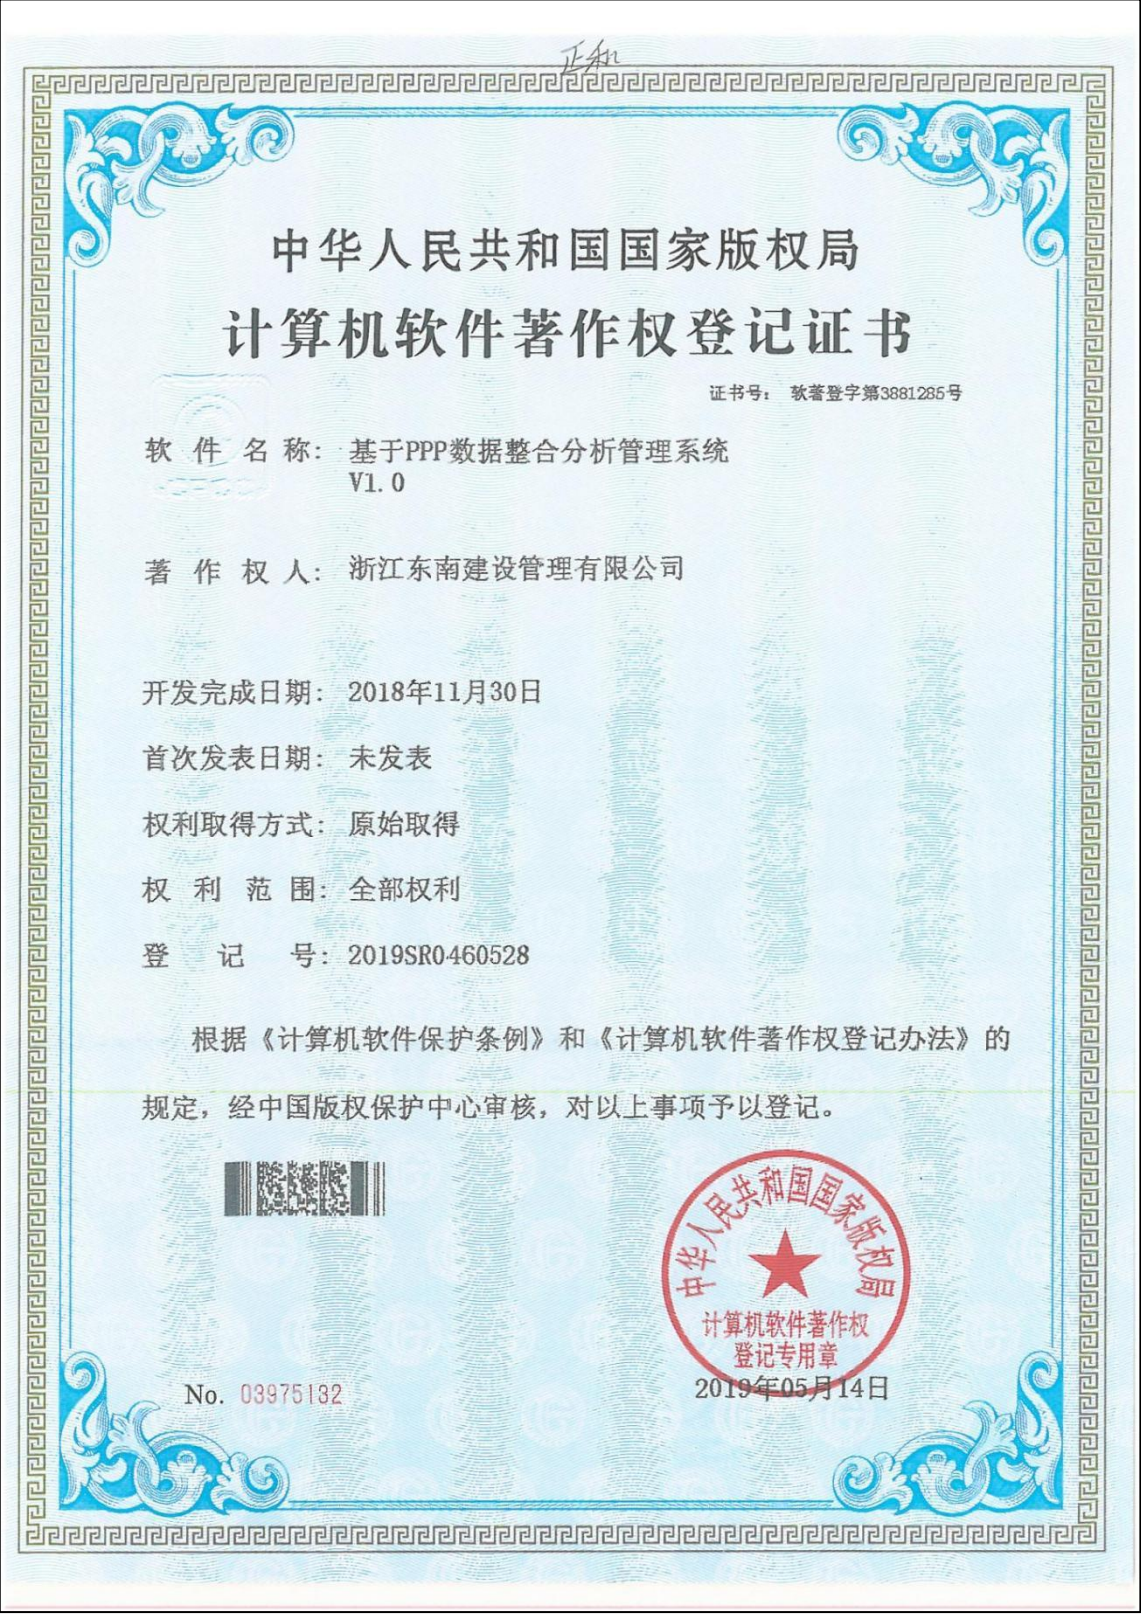 正和
中华人民共和国国家版权局
计算机软件著作权登记证书
证书号： 软著登字第3881285号
软件名称： 基于PPP数据整合分析管理系统
V1.0
著作权人： 浙江东南建设管理有限公司
开发完成日期： 2018年11月30日
首次发表日期： 未发表
权利取得方式： 原始取得
权利范围： 全部权利
登记号： 2019SR0460528
根据《计算机软件保护条例》和《计算机软件著作权登记办法》的
规定，经中国版权保护中心审核，对以上事项予以登记。
中华人民共和国国家版权局
计算机软件著作权
登记专用章
No. 03975132
2019年05月14日